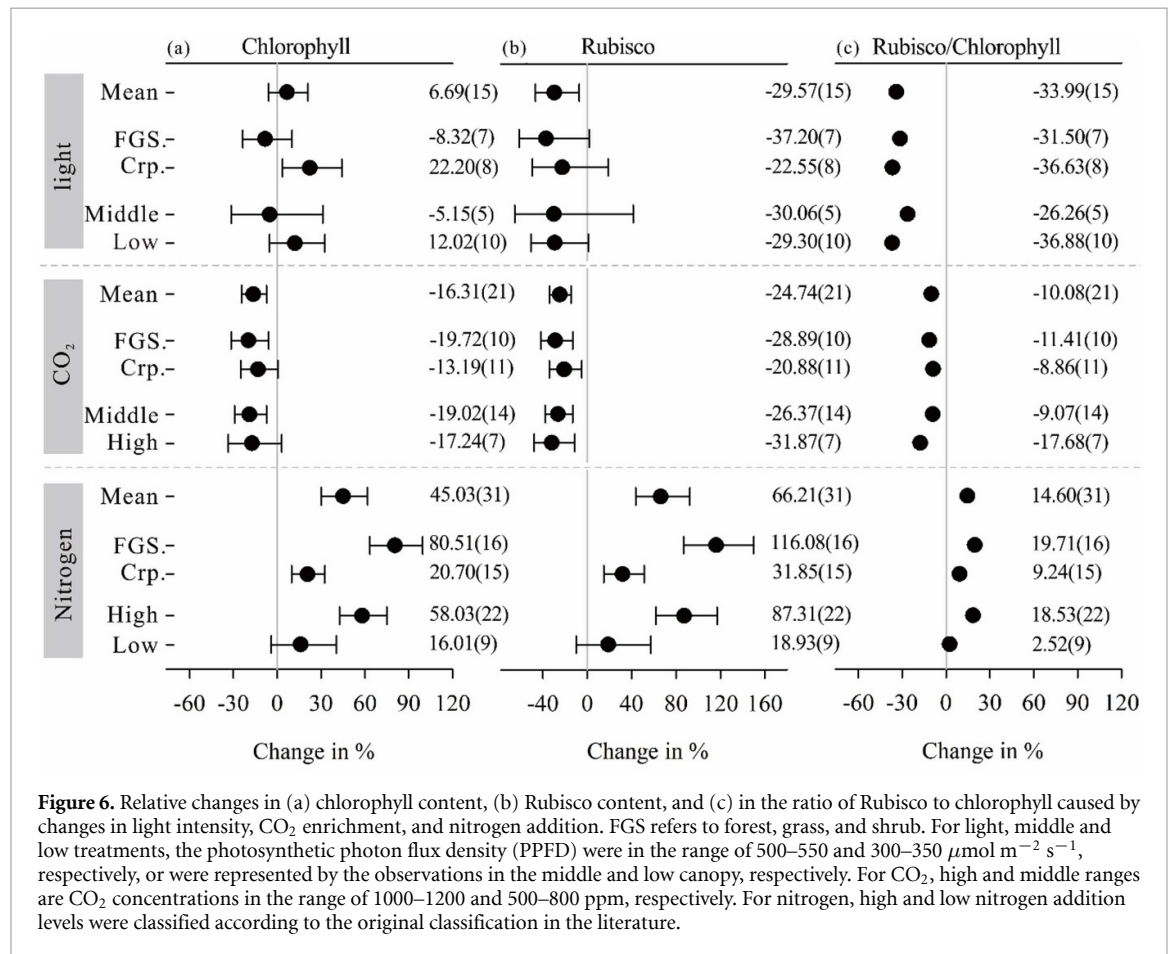 (a) Chlorophyll (b) Rubisco (c) Rubisco/Chlorophyll
light
Mean 6.69(15) -29.57(15) -33.99(15)
FGS. -8.32(7) -37.20(7) -31.50(7)
Crp. 22.20(8) -22.55(8) -36.63(8)
Middle -5.15(5) -30.06(5) -26.26(5)
Low 12.02(10) -29.30(10) -36.88(10)
CO₂
Mean -16.31(21) -24.74(21) -10.08(21)
FGS. -19.72(10) -28.89(10) -11.41(10)
Crp. -13.19(11) -20.88(11) -8.86(11)
Middle -19.02(14) -26.37(14) -9.07(14)
High -17.24(7) -31.87(7) -17.68(7)
Nitrogen
Mean 45.03(31) 66.21(31) 14.60(31)
FGS. 80.51(16) 116.08(16) 19.71(16)
Crp. 20.70(15) 31.85(15) 9.24(15)
High 58.03(22) 87.31(22) 18.53(22)
Low 16.01(9) 18.93(9) 2.52(9)
-60 -30 0 30 60 90 120 -40 0 40 80 120 160 -60 -30 0 30 60 90 120
Change in % Change in % Change in %
Figure 6. Relative changes in (a) chlorophyll content, (b) Rubisco content, and (c) in the ratio of Rubisco to chlorophyll caused by
changes in light intensity, CO₂ enrichment, and nitrogen addition. FGS refers to forest, grass, and shrub. For light, middle and
low treatments, the photosynthetic photon flux density (PPFD) were in the range of 500–550 and 300–350 μmol m⁻² s⁻¹,
respectively, or were represented by the observations in the middle and low canopy, respectively. For CO₂, high and middle ranges
are CO₂ concentrations in the range of 1000–1200 and 500–800 ppm, respectively. For nitrogen, high and low nitrogen addition
levels were classified according to the original classification in the literature.